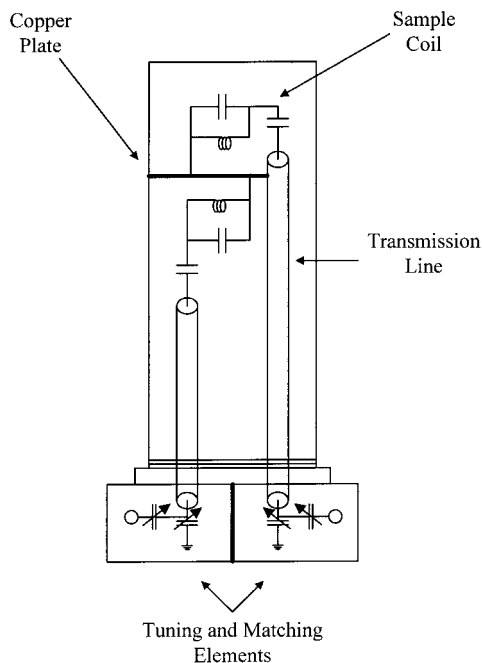 Copper
Plate
Sample
Coil
Transmission
Line
Tuning and Matching
Elements